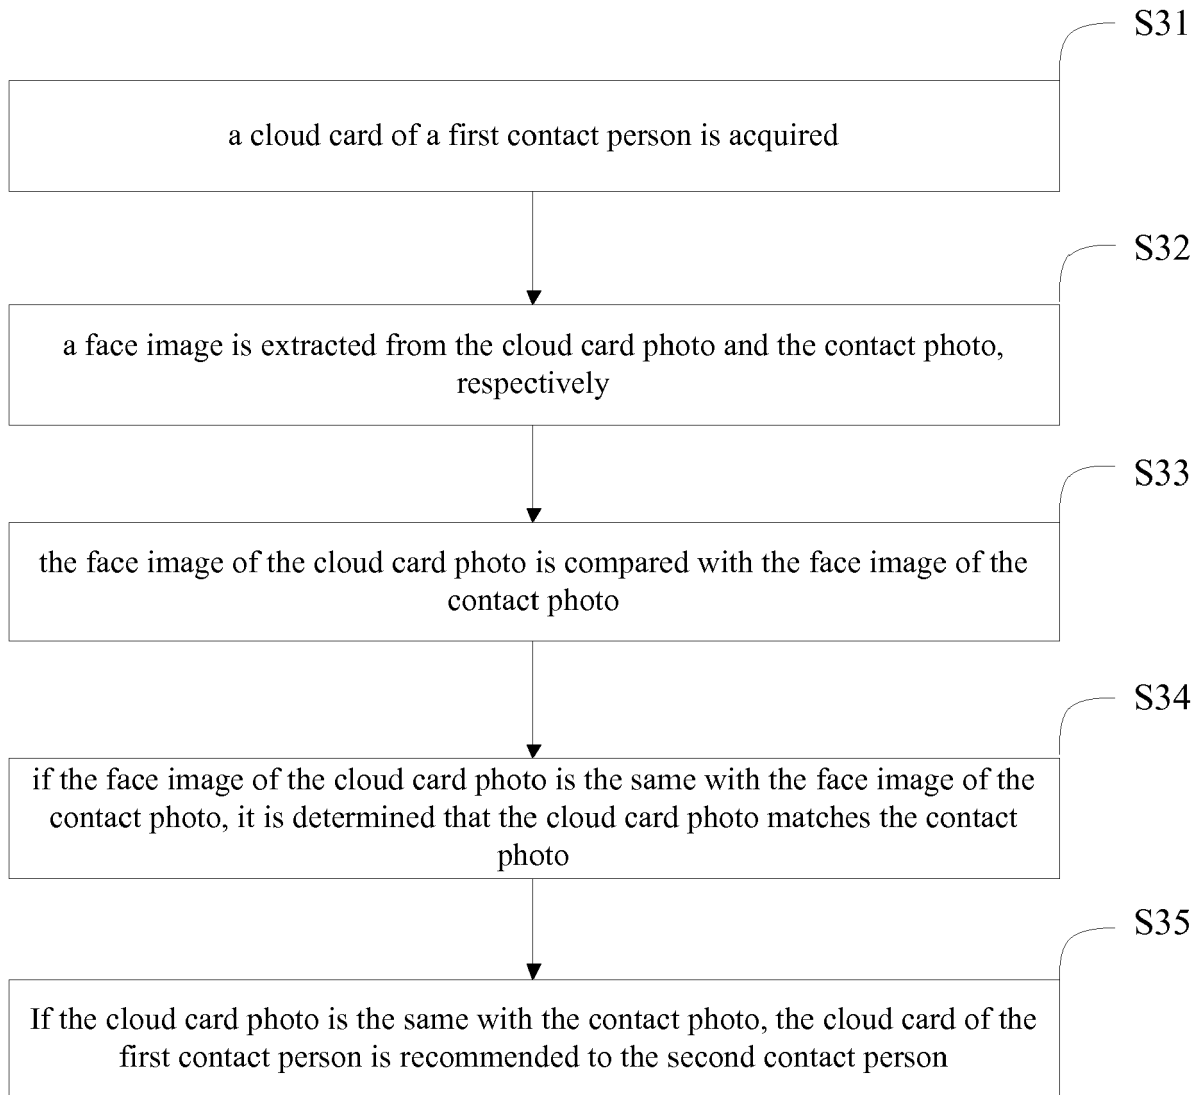 S31
a cloud card of a first contact person is acquired
S32
a face image is extracted from the cloud card photo and the contact photo,
respectively
S33
the face image of the cloud card photo is compared with the face image of the
contact photo
S34
if the face image of the cloud card photo is the same with the face image of the
contact photo, it is determined that the cloud card photo matches the contact
photo
S35
If the cloud card photo is the same with the contact photo, the cloud card of the
first contact person is recommended to the second contact person